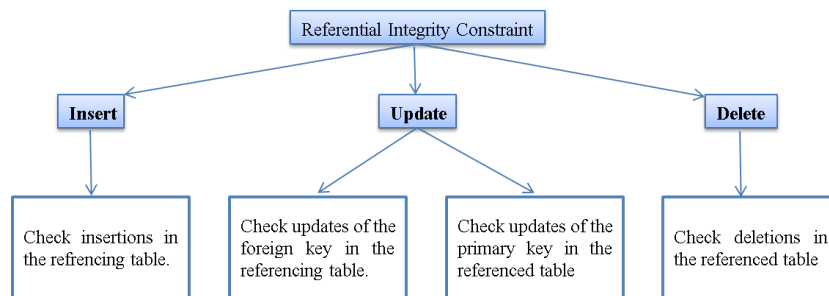 Referential Integrity Constraint
Insert
Update
Delete
Check insertions in
the refrencing table.
Check updates of the
foreign key in the
referencing table.
Check updates of the
primary key in the
referenced table
Check deletions in
the referenced table